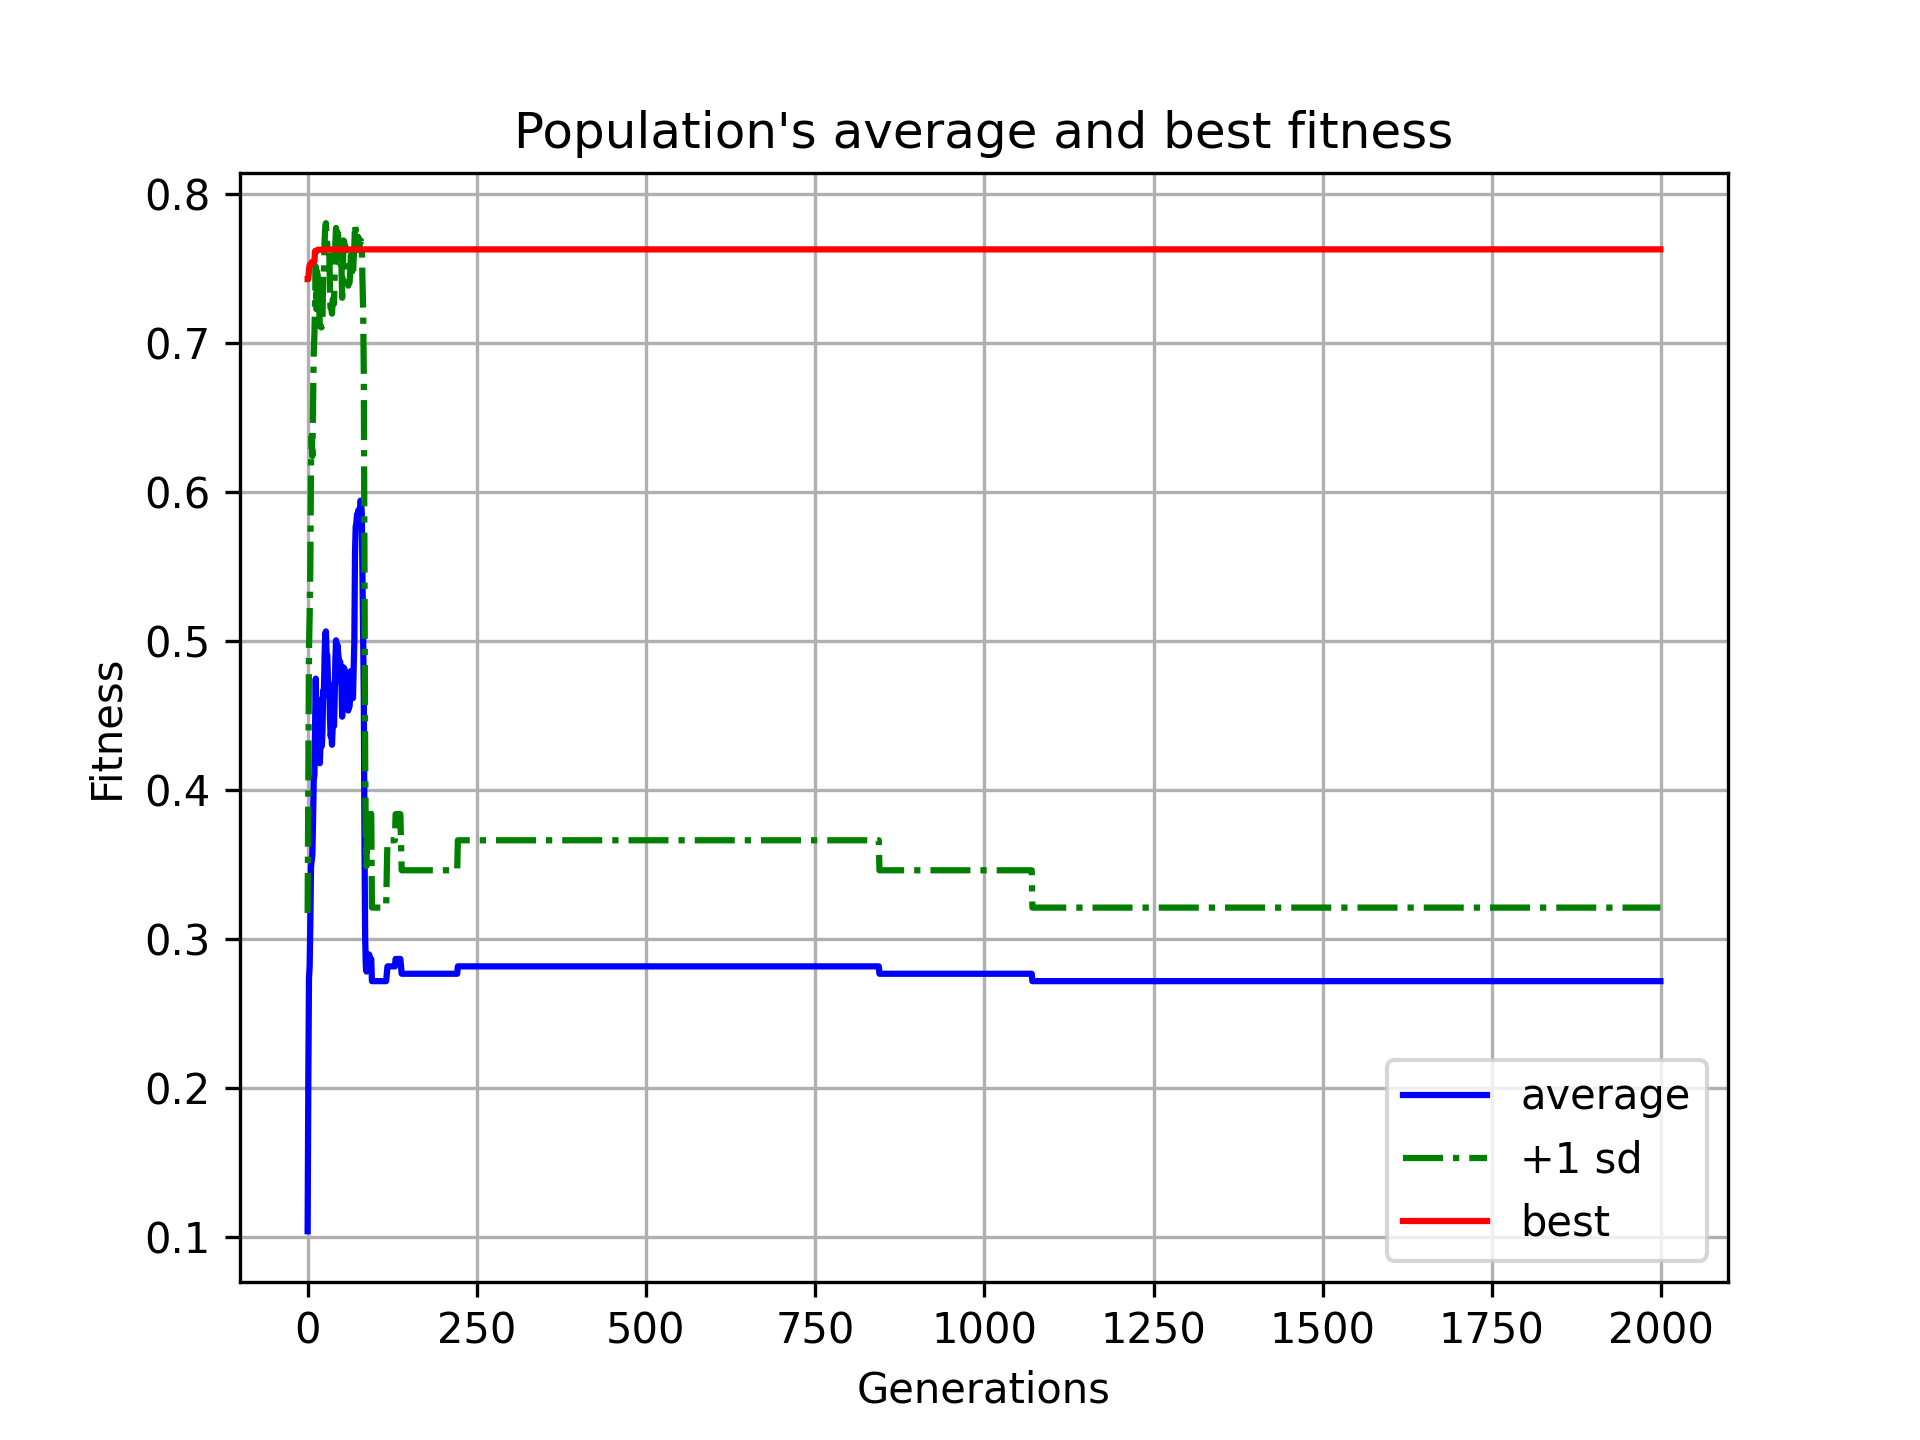 Population's average and best fitness
0.8
0.7
0.6
0.5
0.4
0.3
0.2
0.1
Fitness
0 250 500 750 1000 1250 1500 1750 2000
Generations
average
+1 sd
best